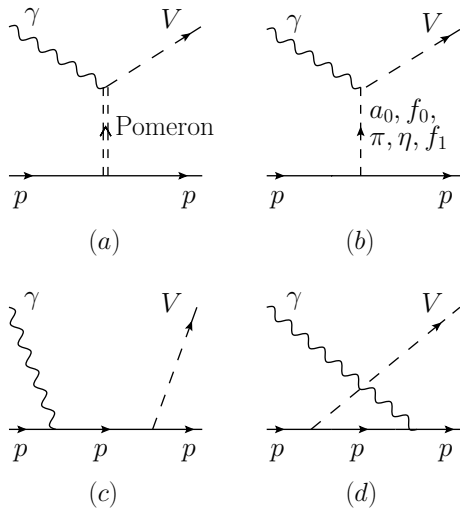 γ V
Pomeron
p p
(a)
γ V
a₀, f₀,
π, η, f₁
p p
(b)
γ V
p p p
(c)
γ V
p p p
(d)